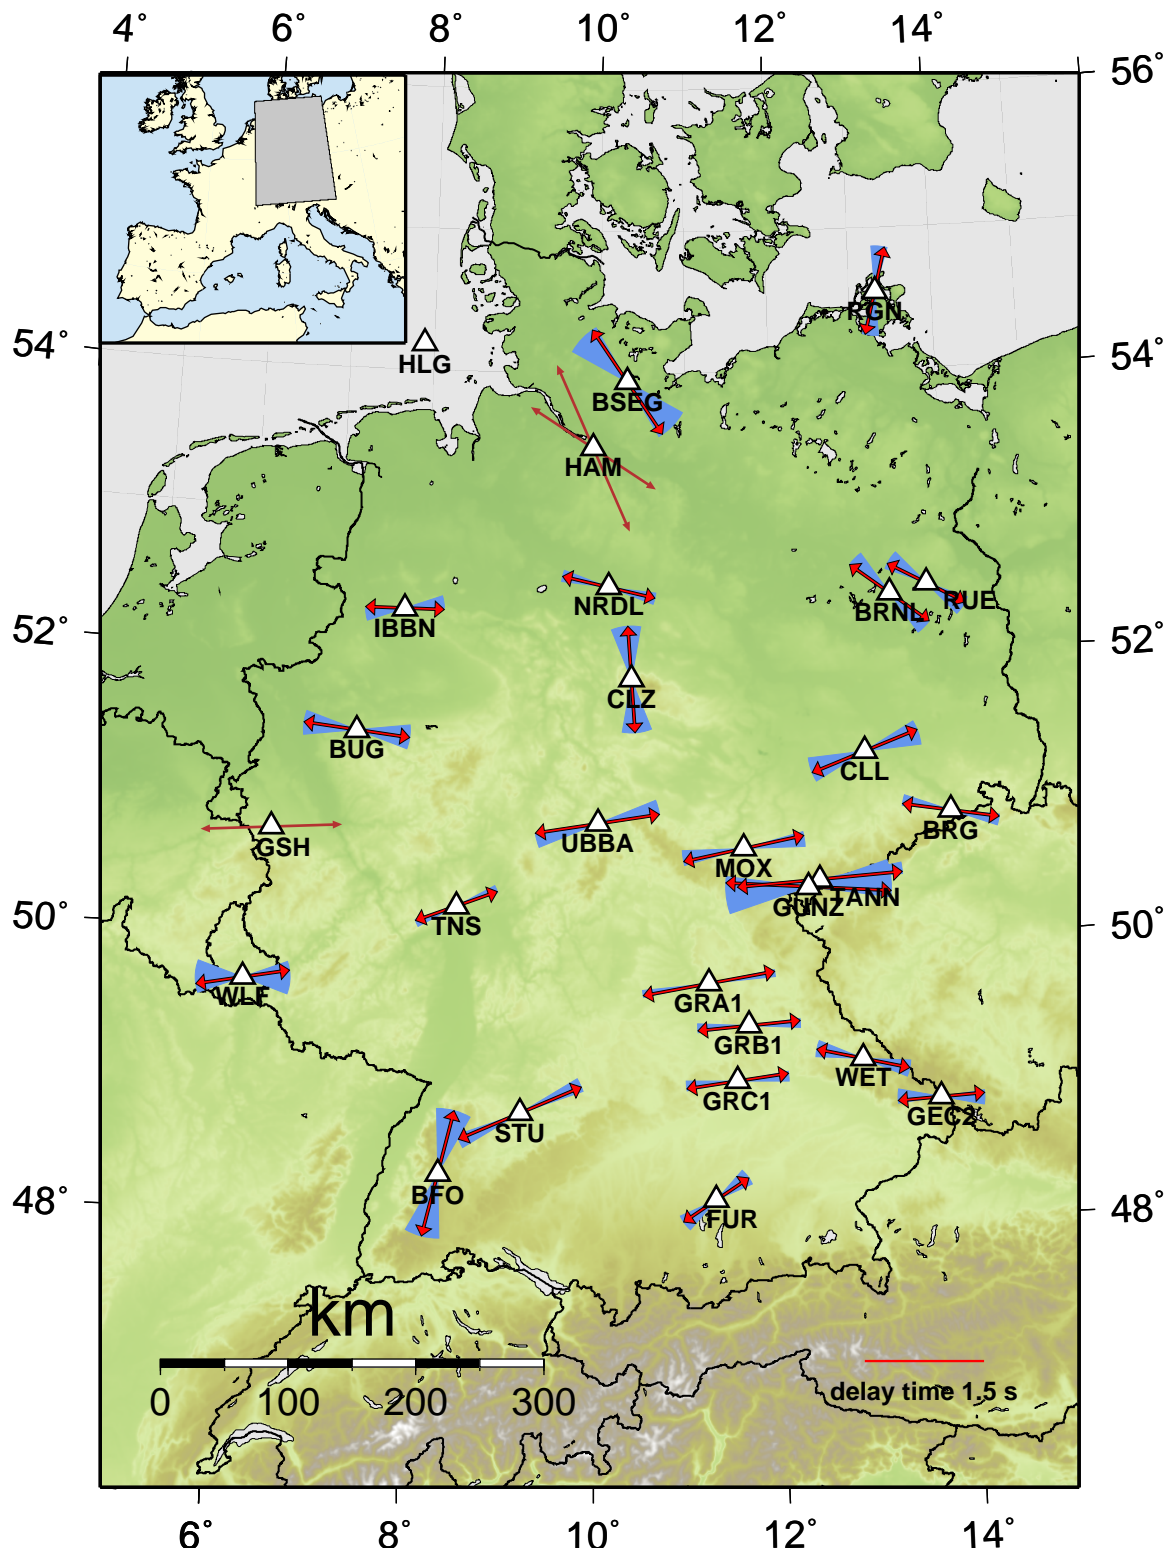 4° 6° 8° 10° 12° 14°
56°
54° 54°
RGN
HLG
BSEG
HAM
NRDL
RUE
BRNL
IBBN
52° 52°
CLZ
BUG
CLL
BRG
UBBA
GSH
MOX
TANN
GUNZ
50° 50°
TNS
WLF
GRA1
GRB1
WET
GRC1
GEC2
STU
BFO
48° 48°
FUR
km
delay time 1.5 s
0 100 200 300
6° 8° 10° 12° 14°